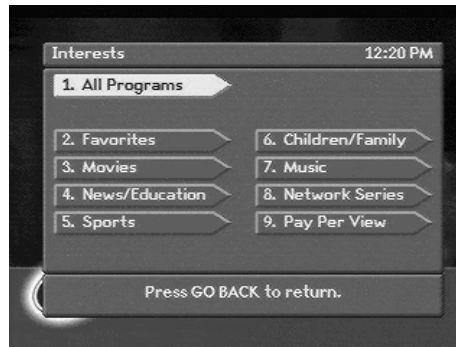 Interests 12:20 PM
1. All Programs
2. Favorites
3. Movies
4. News/Education
5. Sports
6. Children/Family
7. Music
8. Network Series
9. Pay Per View
Press GO BACK to return.